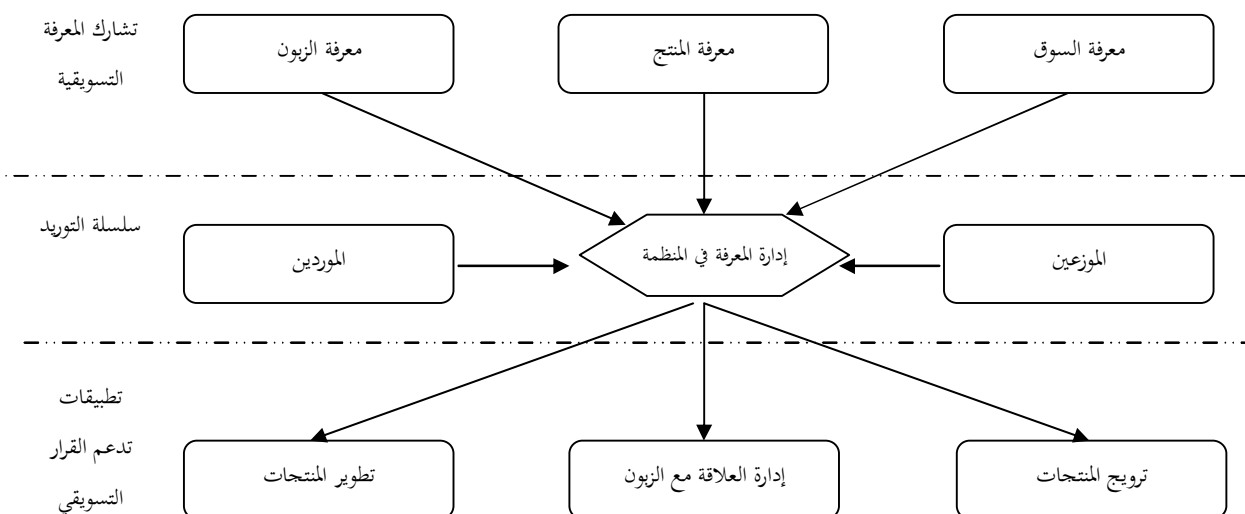 تشارك المعرفة
التسويقية
معرفة السوق
معرفة المنتج
معرفة الزبون
سلسلة التوريد
الموزعين
إدارة المعرفة في المنظمة
الموردين
تطبيقات
تدعم القرار
التسويقي
ترويج المنتجات
إدارة العلاقة مع الزبون
تطوير المنتجات